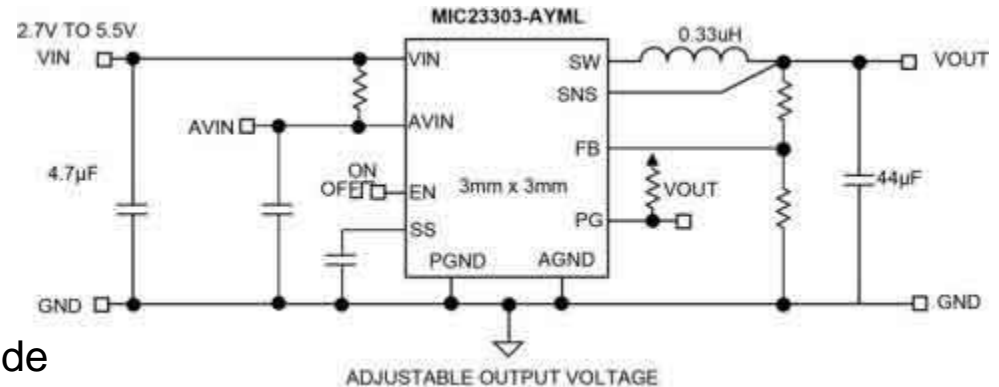 MIC23303-AYML
2.7V TO 5.5V
VIN
VIN
SW
0.33uH
VOUT
SNS
AVIN
AVIN
FB
4.7µF
ON
OFF
EN
3mm x 3mm
VOUT
44µF
SS
PG
PGND
AGND
GND
GND
de
ADJUSTABLE OUTPUT VOLTAGE